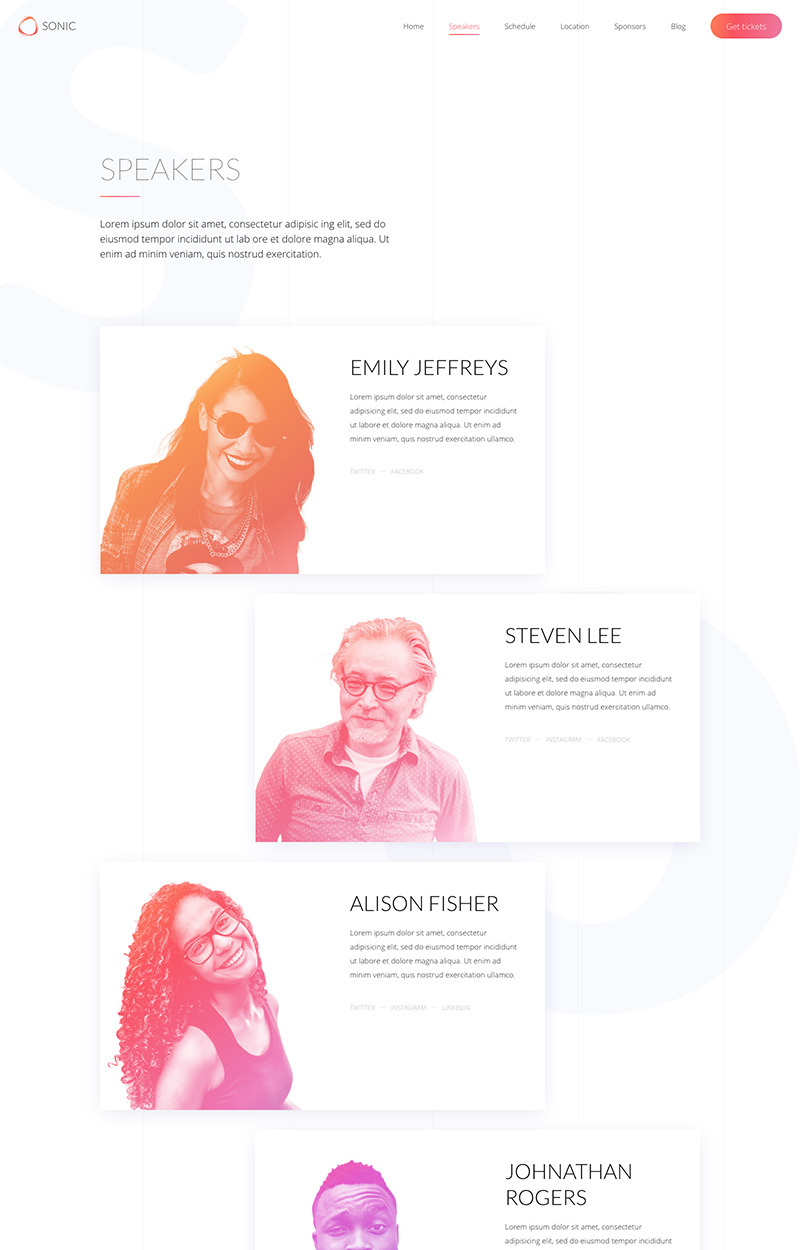 SONIC
Home Speakers Schedule Location Sponsors Blog Get tickets
SPEAKERS
Lorem ipsum dolor sit amet, consectetur adipisic ing elit, sed do
eiusmod tempor incididunt ut lab ore et dolore magna aliqua. Ut
enim ad minim veniam, quis nostrud exercitation.
EMILY JEFFREYS
Lorem ipsum dolor sit amet, consectetur
adipisicing elit, sed do eiusmod tempor incididunt
ut labore et dolore magna aliqua. Ut enim ad
minim veniam, quis nostrud exercitation ullamco.
TWITTER — FACEBOOK
STEVEN LEE
Lorem ipsum dolor sit amet, consectetur
adipisicing elit, sed do eiusmod tempor incididunt
ut labore et dolore magna aliqua. Ut enim ad
minim veniam, quis nostrud exercitation ullamco.
TWITTER — INSTAGRAM — FACEBOOK
ALISON FISHER
Lorem ipsum dolor sit amet, consectetur
adipisicing elit, sed do eiusmod tempor incididunt
ut labore et dolore magna aliqua. Ut enim ad
minim veniam, quis nostrud exercitation ullamco.
TWITTER — INSTAGRAM — LINKEDIN
JOHNATHAN
ROGERS
Lorem ipsum dolor sit amet, consectetur
adipisicing elit, sed do eiusmod tempor incididunt